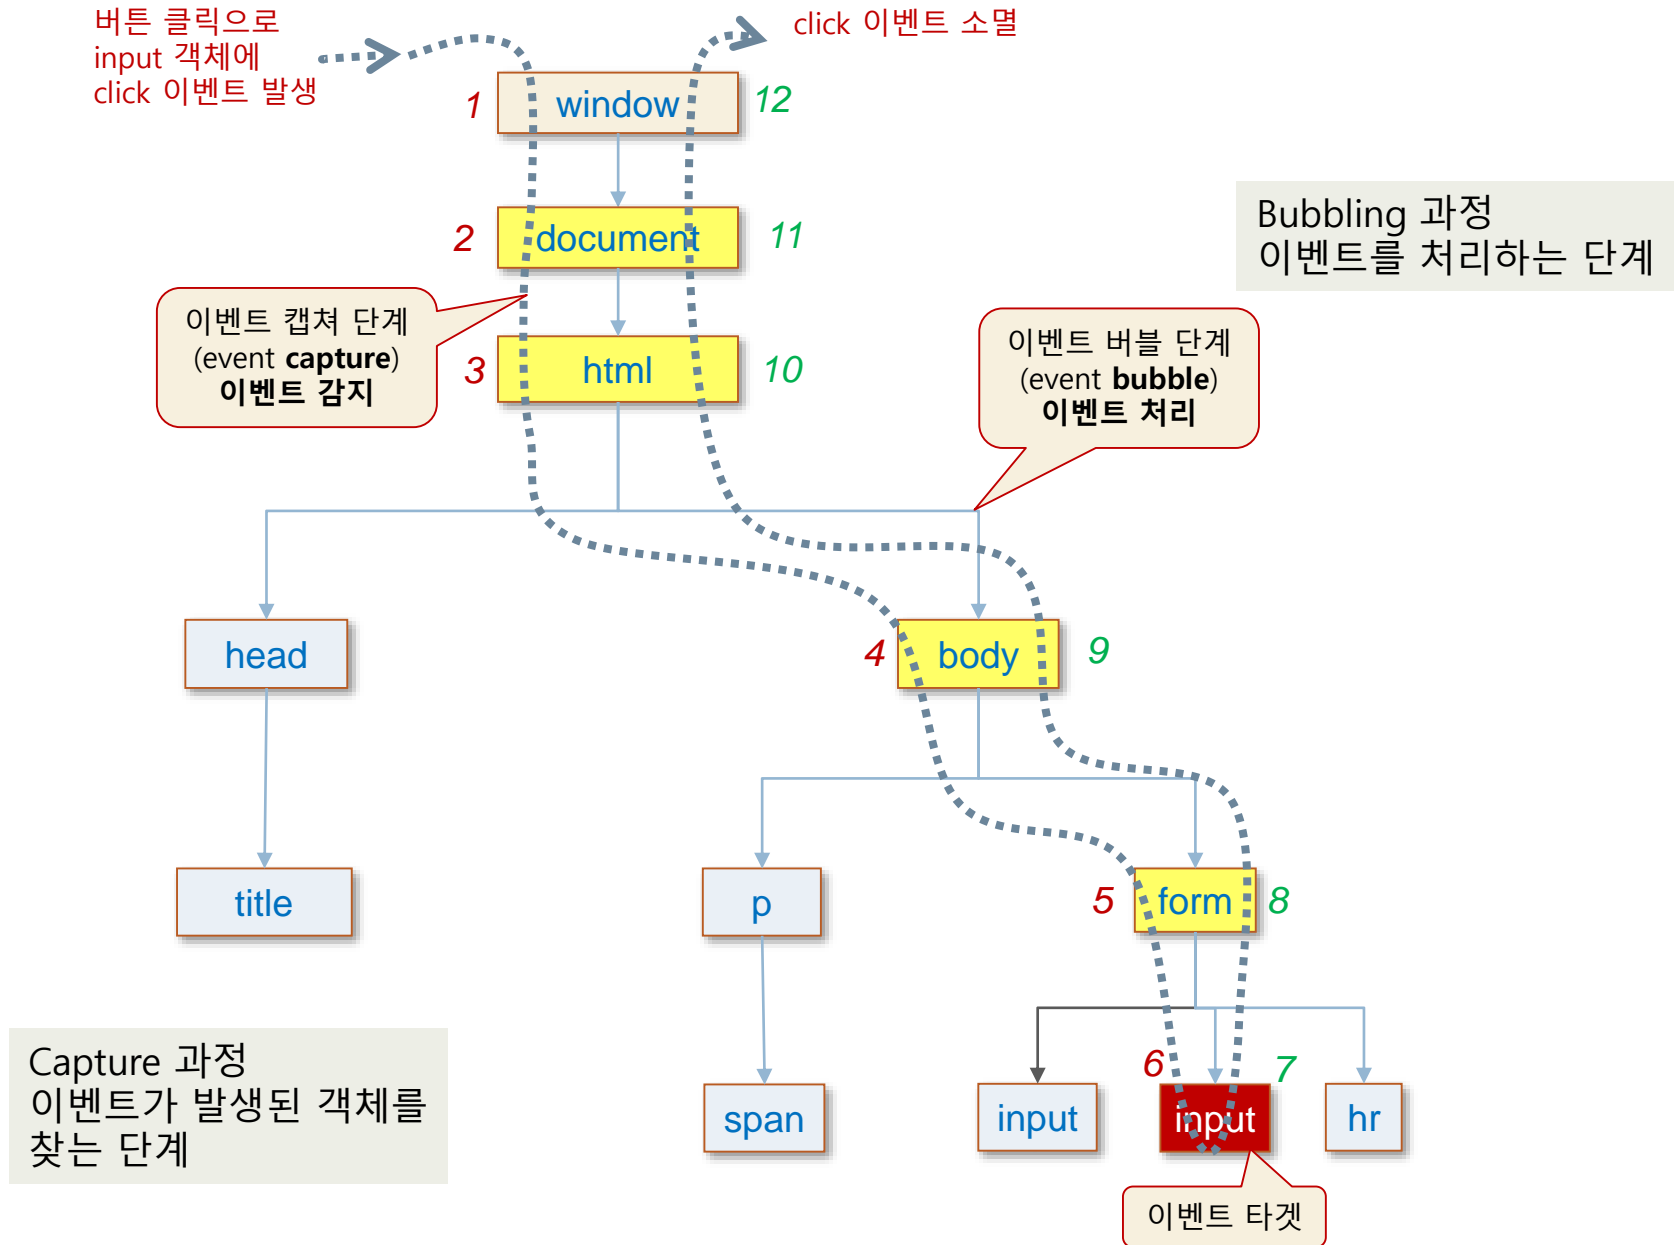 버튼 클릭으로
input 객체에
click 이벤트 발생
click 이벤트 소멸
1
window
12
2
document
11
Bubbling 과정
이벤트를 처리하는 단계
이벤트 캡쳐 단계
(event capture)
이벤트 감지
3
html
10
이벤트 버블 단계
(event bubble)
이벤트 처리
head
4
body
9
title
p
5
form
8
Capture 과정
이벤트가 발생된 객체를
찾는 단계
6
7
span
input
input
hr
이벤트 타겟